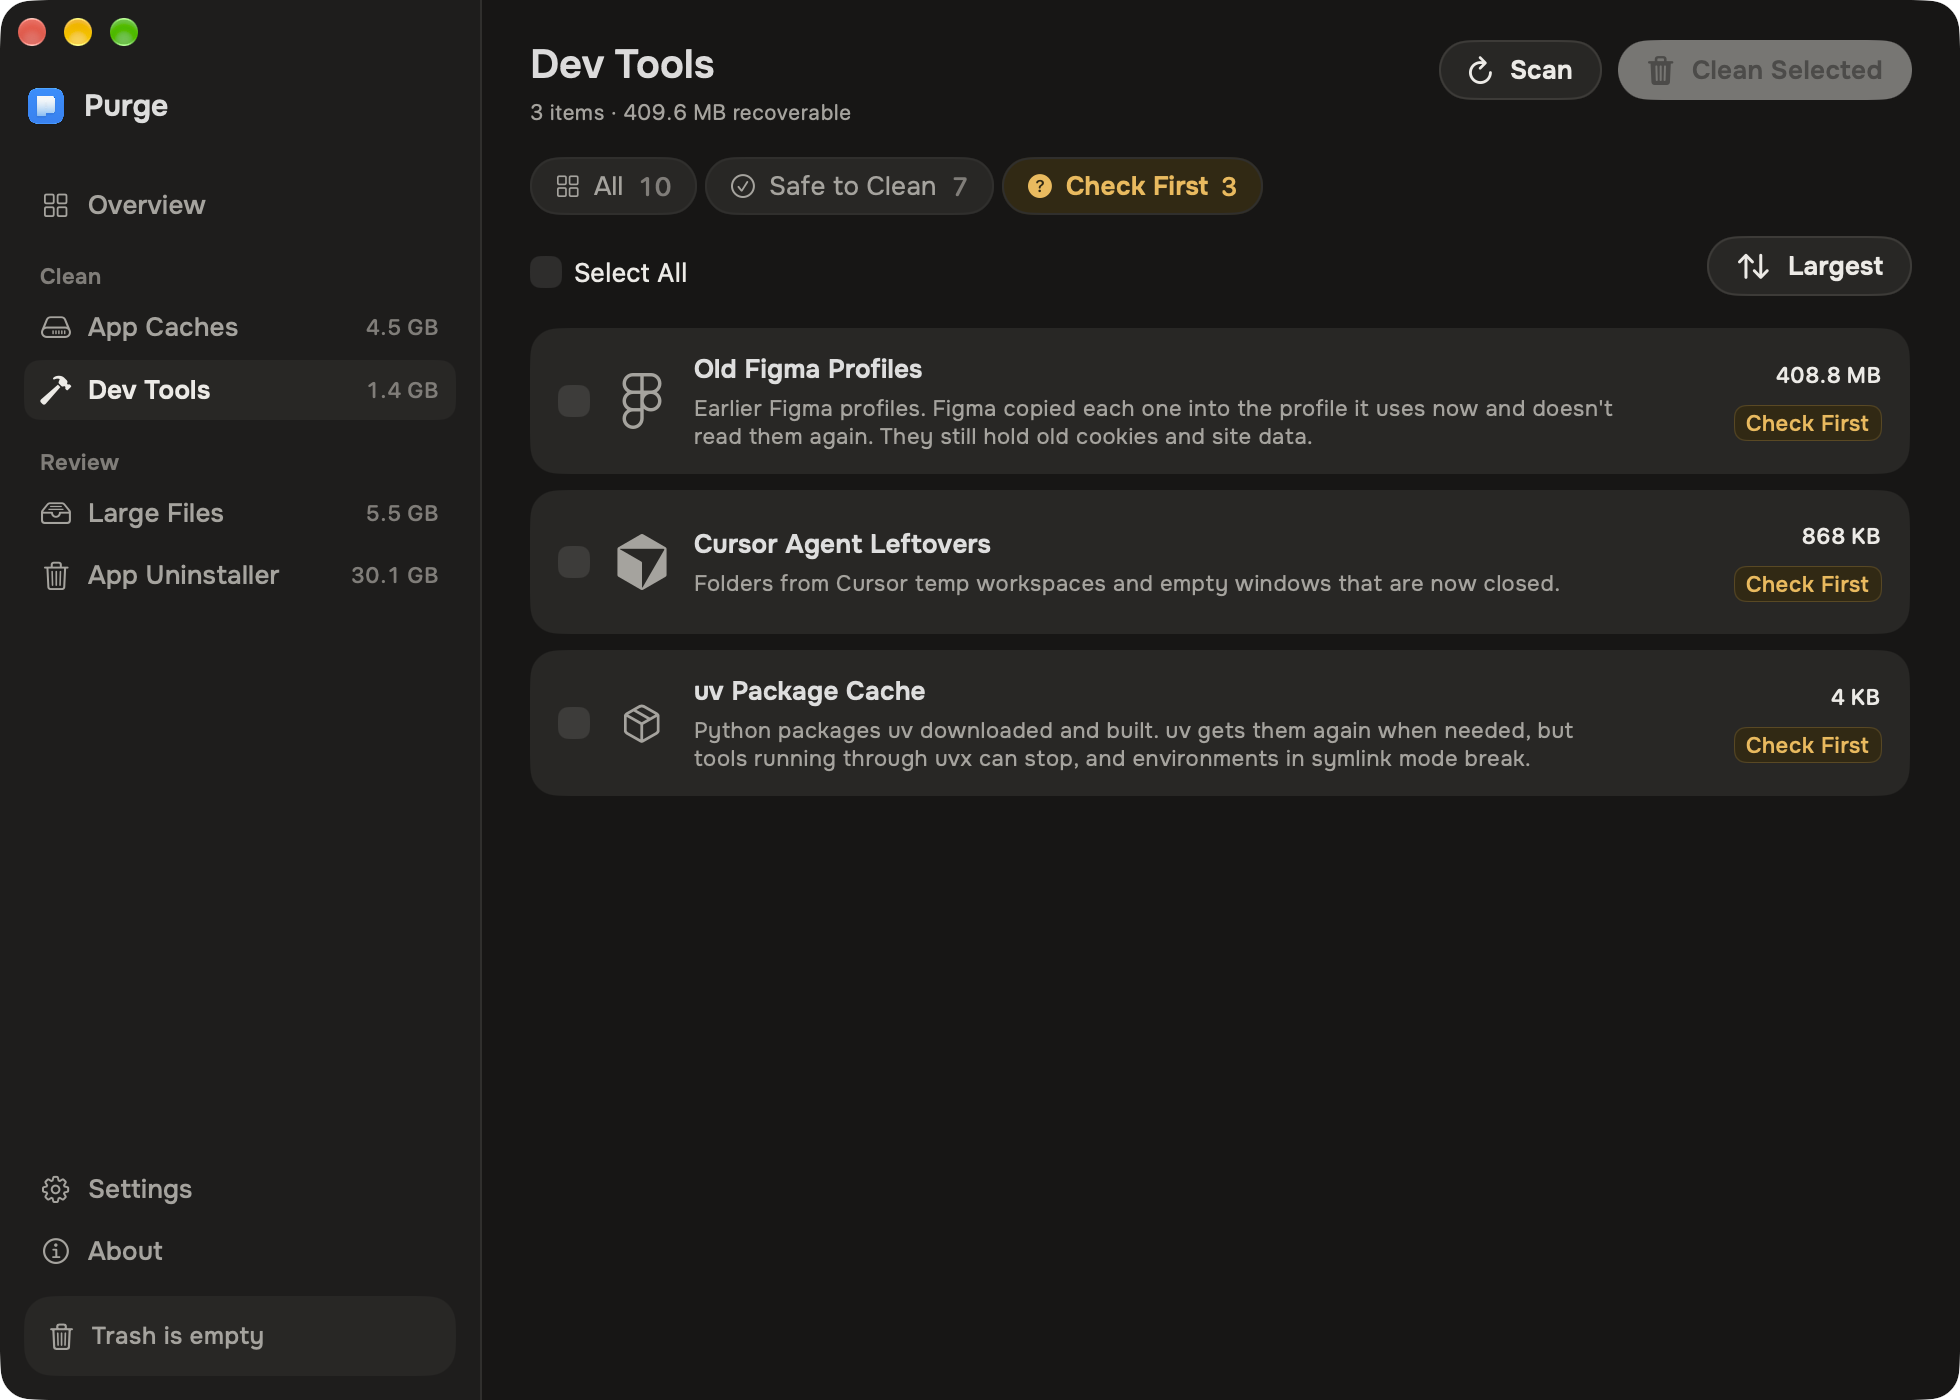 Purge
Overview
Clean
App Caches 4.5 GB
Dev Tools 1.4 GB
Review
Large Files 5.5 GB
App Uninstaller 30.1 GB
Settings
About
Trash is empty
Dev Tools
3 items · 409.6 MB recoverable
Scan
Clean Selected
All 10
Safe to Clean 7
? Check First 3
Select All
Largest
Old Figma Profiles
Earlier Figma profiles. Figma copied each one into the profile it uses now and doesn't
read them again. They still hold old cookies and site data.
408.8 MB
Check First
Cursor Agent Leftovers
Folders from Cursor temp workspaces and empty windows that are now closed.
868 KB
Check First
uv Package Cache
Python packages uv downloaded and built. uv gets them again when needed, but
tools running through uvx can stop, and environments in symlink mode break.
4 KB
Check First